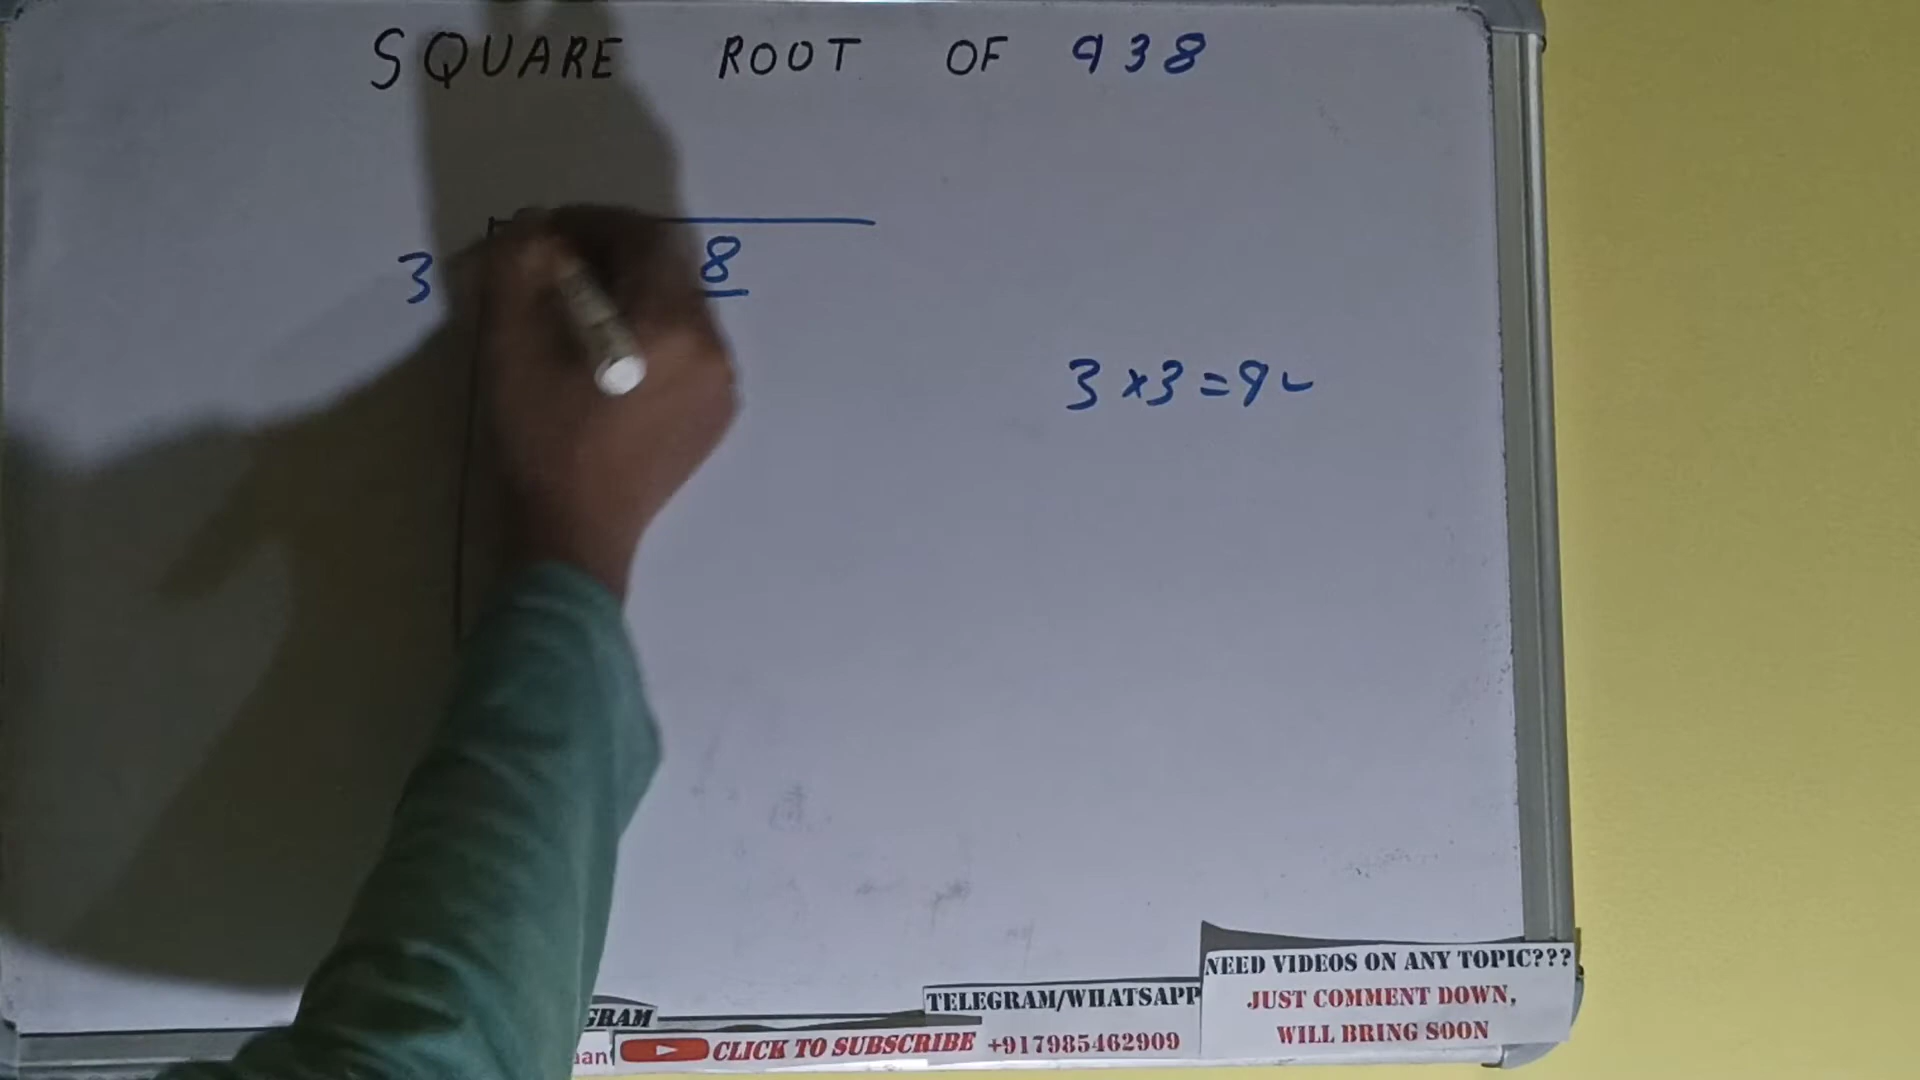 SQUARE ROOT OF 938
3 8
3 × 3 = 9
NEED VIDEOS ON ANY TOPIC???
JUST COMMENT DOWN,
WILL BRING SOON
TELEGRAM/WHATSAPP
+917985462909
GRAM
CLICK TO SUBSCRIBE